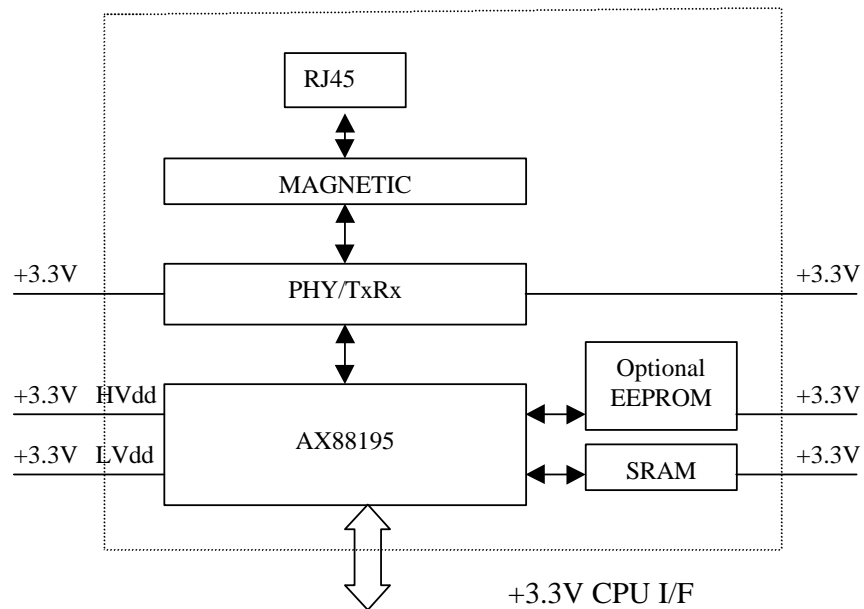 RJ45
MAGNETIC
+3.3V
PHY/TxRx
+3.3V
Optional
EEPROM
+3.3V HVdd
+3.3V
AX88195
+3.3V LVdd
SRAM
+3.3V
+3.3V CPU I/F